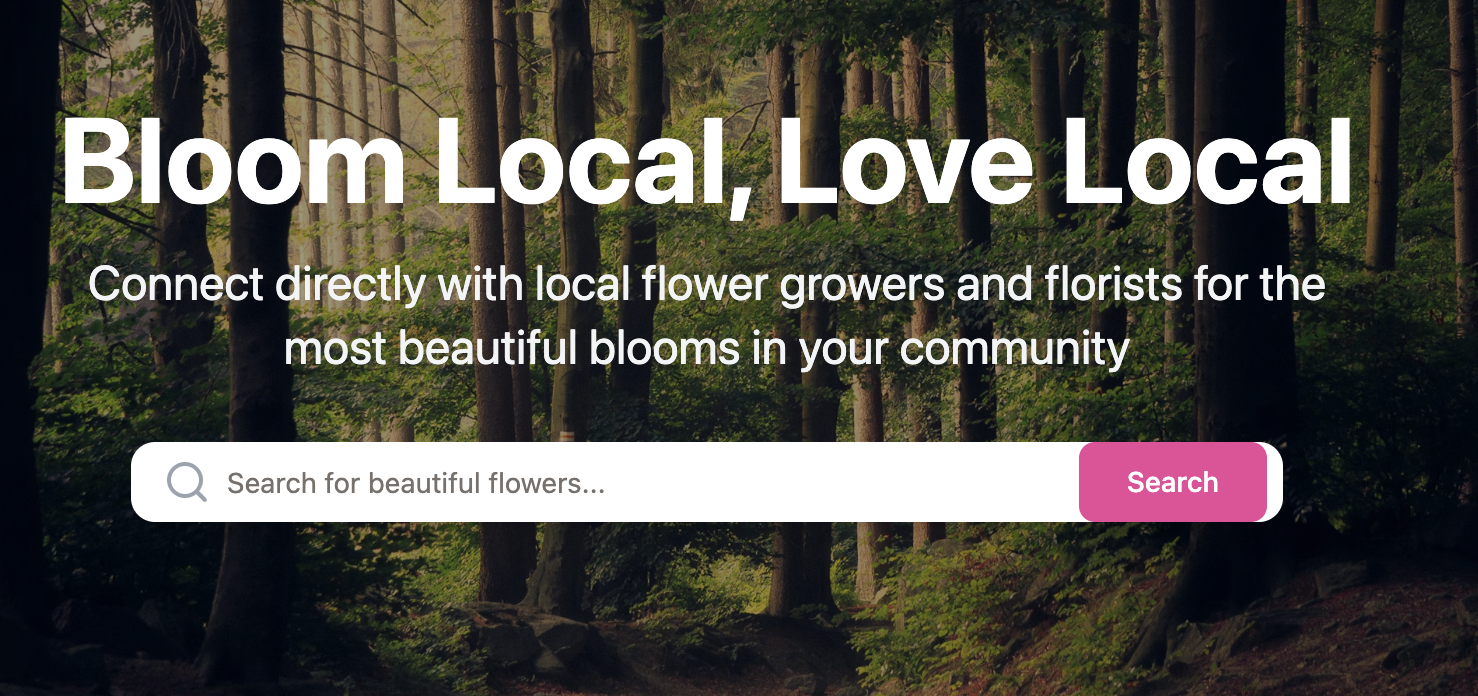 Bloom Local, Love Local
Connect directly with local flower growers and florists for the
most beautiful blooms in your community
Search for beautiful flowers...
Search